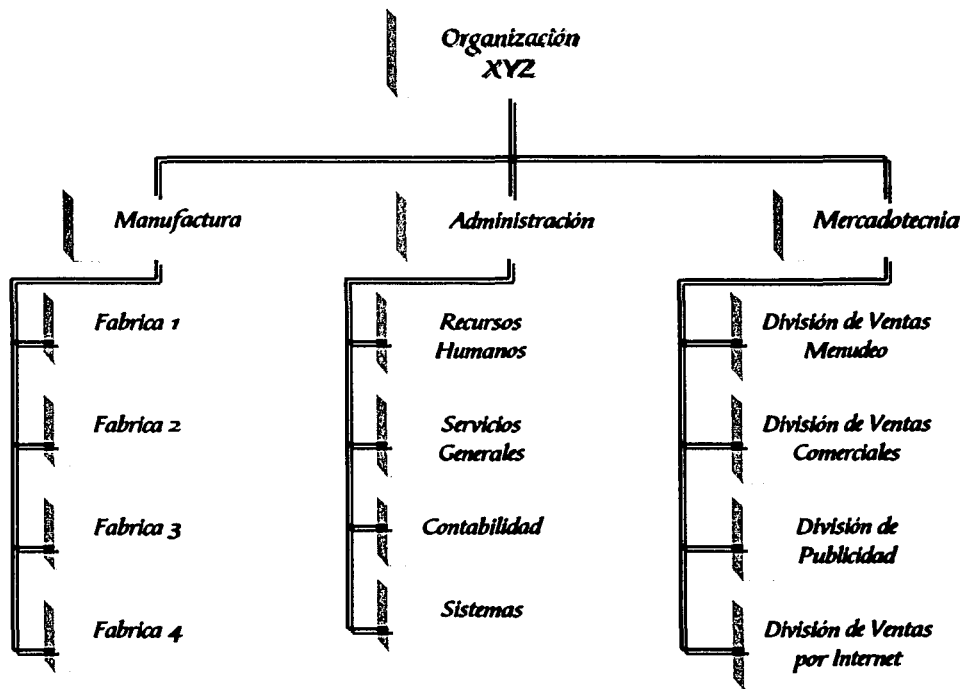 Organización
XYZ
Manufactura
Administración
Mercadotecnia
Fabrica 1
Fabrica 2
Fabrica 3
Fabrica 4
Recursos
Humanos
Servicios
Generales
Contabilidad
Sistemas
División de Ventas
Menudeo
División de Ventas
Comerciales
División de
Publicidad
División de Ventas
por Internet